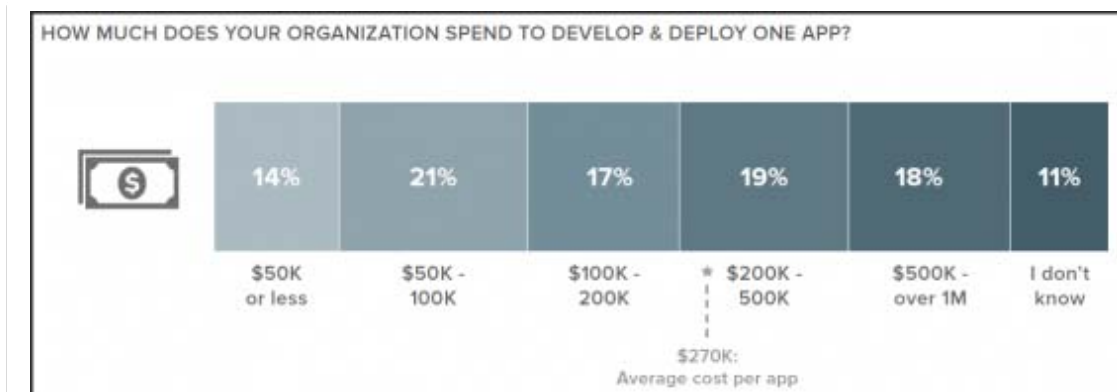 HOW MUCH DOES YOUR ORGANIZATION SPEND TO DEVELOP & DEPLOY ONE APP?
$
14%
21%
17%
19%
18%
11%
$50K
or less
$50K -
100K
$100K -
200K
* $200K -
500K
$500K -
over 1M
I don't
know
$270K:
Average cost per app